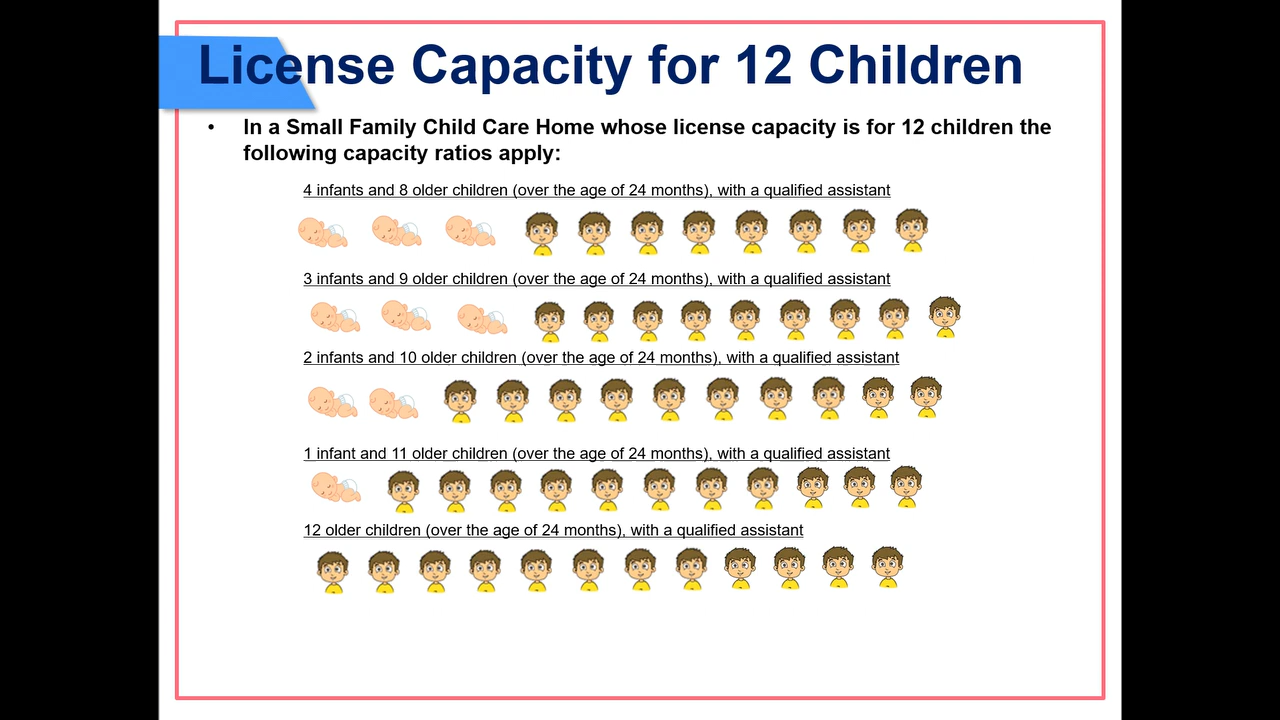 License Capacity for 12 Children
• In a Small Family Child Care Home whose license capacity is for 12 children the
following capacity ratios apply:
4 infants and 8 older children (over the age of 24 months), with a qualified assistant
3 infants and 9 older children (over the age of 24 months), with a qualified assistant
2 infants and 10 older children (over the age of 24 months), with a qualified assistant
1 infant and 11 older children (over the age of 24 months), with a qualified assistant
12 older children (over the age of 24 months), with a qualified assistant